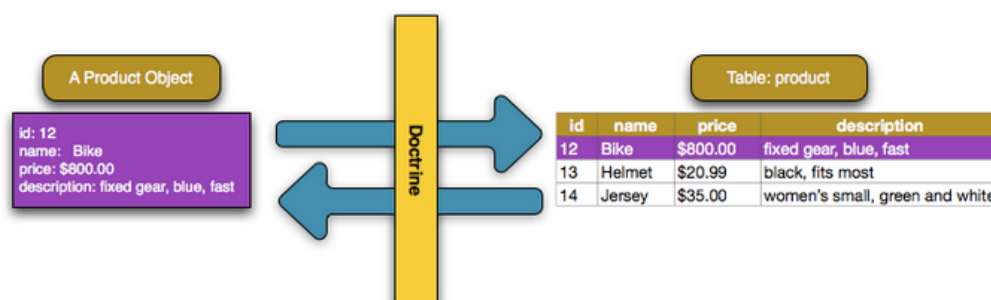 A Product Object
id: 12
name: Bike
price: $800.00
description: fixed gear, blue, fast
Doctrine
Table: product
id name price description
12 Bike $800.00 fixed gear, blue, fast
13 Helmet $20.99 black, fits most
14 Jersey $35.00 women's small, green and white